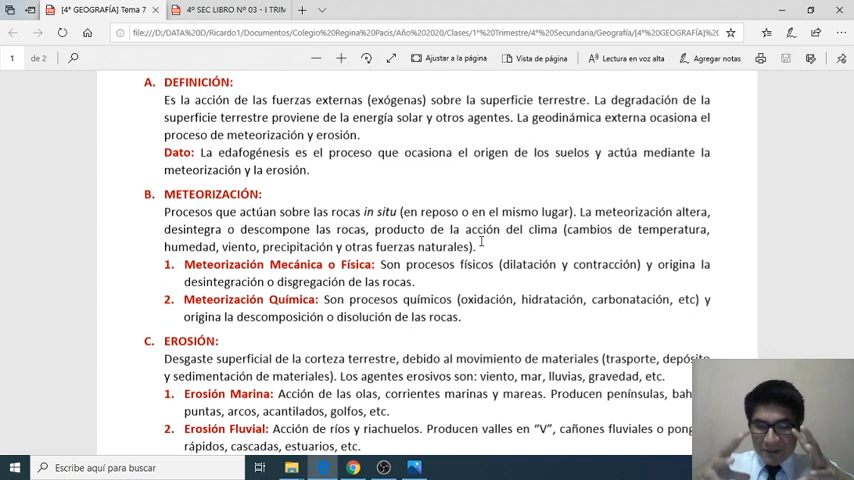 [4° GEOGRAFÍA] Tema 7
4° SEC LIBRO N° 03 - I TRIM
file:///D:/DATA%20D/Ricardo1/Documentos/Colegio%20Regina%20Pacis/Año%202020/Clases/1°%20Trimestre/4°%20Secundaria/Geografia/[4°%20GEOGRAFÍA]%2
1 de 2
Ajustar a la página
Vista de página
Lectura en voz alta
Agregar notas
A. DEFINICIÓN:
Es la acción de las fuerzas externas (exógenas) sobre la superficie terrestre. La degradación de la
superficie terrestre proviene de la energía solar y otros agentes. La geodinámica externa ocasiona el
proceso de meteorización y erosión.
Dato: La edafogénesis es el proceso que ocasiona el origen de los suelos y actúa mediante la
meteorización y la erosión.
B. METEORIZACIÓN:
Procesos que actúan sobre las rocas in situ (en reposo o en el mismo lugar). La meteorización altera,
desintegra o descompone las rocas, producto de la acción del clima (cambios de temperatura,
humedad, viento, precipitación y otras fuerzas naturales).
1. Meteorización Mecánica o Física: Son procesos físicos (dilatación y contracción) y origina la
desintegración o disgregación de las rocas.
2. Meteorización Química: Son procesos químicos (oxidación, hidratación, carbonatación, etc) y
origina la descomposición o disolución de las rocas.
C. EROSIÓN:
Desgaste superficial de la corteza terrestre, debido al movimiento de materiales (trasporte, depósito
y sedimentación de materiales). Los agentes erosivos son: viento, mar, lluvias, gravedad, etc.
1. Erosión Marina: Acción de las olas, corrientes marinas y mareas. Producen penínsulas, bah
puntas, arcos, acantilados, golfos, etc.
2. Erosión Fluvial: Acción de ríos y riachuelos. Producen valles en “V”, cañones fluviales o pong
rápidos, cascadas, estuarios, etc.
Escribe aquí para buscar